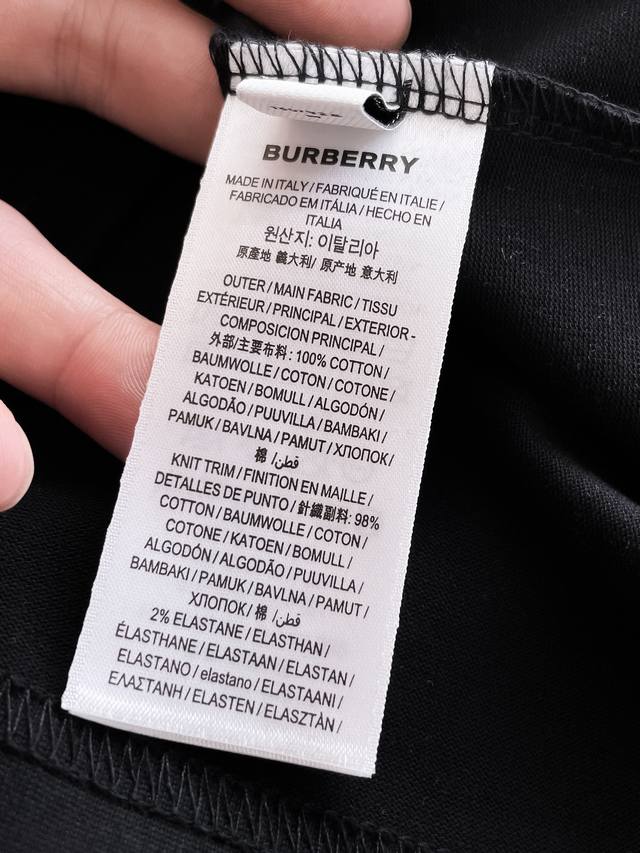 BURBERRY
MADE IN ITALY / FABRIQUÉ EN ITALIE /
FABRICADO EM ITÁLIA / HECHO EN
ITALIA
원산지: 이탈리아
原產地 義大利/ 原产地 意大利
OUTER / MAIN FABRIC / TISSU
EXTÉRIEUR / PRINCIPAL / EXTERIOR -
COMPOSICION PRINCIPAL /
外部/主要布料: 100% COTTON /
BAUMWOLLE / COTON / COTONE /
KATOEN / BOMULL / ALGODÓN /
ALGODÃO / PUUVILLA / BAMBAKI /
PAMUK / BAVLNA / PAMUT / ХЛОПОК /
棉 / قطن/
KNIT TRIM / FINITION EN MAILLE /
DETALLES DE PUNTO / 針織副料: 98%
COTTON / BAUMWOLLE / COTON /
COTONE / KATOEN / BOMULL /
ALGODÓN / ALGODÃO / PUUVILLA /
BAMBAKI / PAMUK / BAVLNA / PAMUT /
ХЛОПОК / 棉 / قطن/
2% ELASTANE / ELASTHAN /
ÉLASTHANE / ELASTAAN / ELASTAN /
ELASTANO / elastano / ELASTAANI /
ΕΛΑΣΤΑΝΗ / ELASTEN / ELASZTÀN /